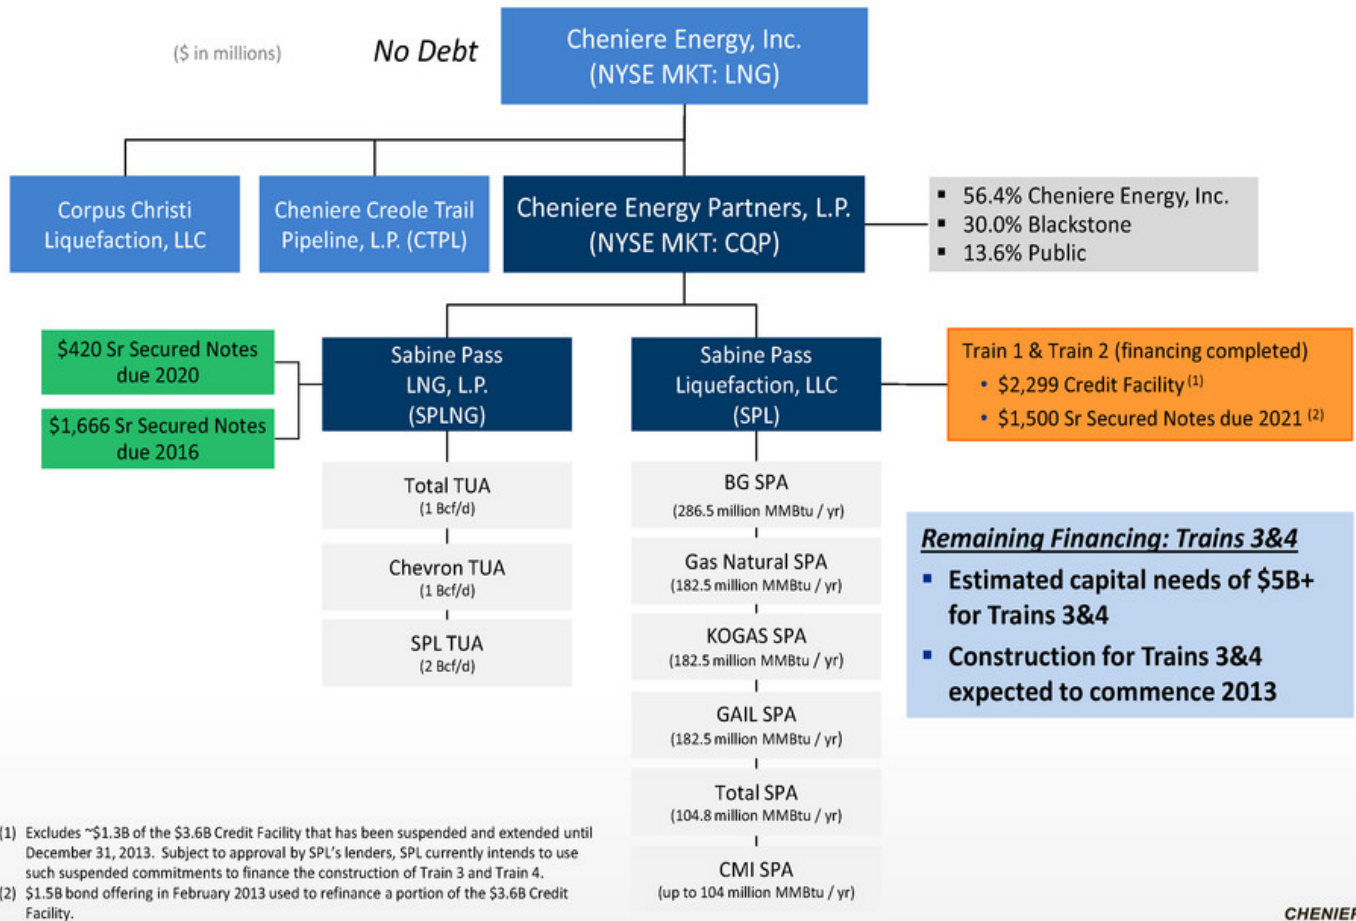 ($ in millions)
No Debt
Cheniere Energy, Inc.
(NYSE MKT: LNG)
Corpus Christi
Liquefaction, LLC
Cheniere Creole Trail
Pipeline, L.P. (CTPL)
Cheniere Energy Partners, L.P.
(NYSE MKT: CQP)
▪ 56.4% Cheniere Energy, Inc.
▪ 30.0% Blackstone
▪ 13.6% Public
$420 Sr Secured Notes
due 2020
$1,666 Sr Secured Notes
due 2016
Sabine Pass
LNG, L.P.
(SPLNG)
Sabine Pass
Liquefaction, LLC
(SPL)
Train 1 & Train 2 (financing completed)
• $2,299 Credit Facility (1)
• $1,500 Sr Secured Notes due 2021 (2)
Total TUA
(1 Bcf/d)
Chevron TUA
(1 Bcf/d)
SPL TUA
(2 Bcf/d)
BG SPA
(286.5 million MMBtu / yr)
Gas Natural SPA
(182.5 million MMBtu / yr)
KOGAS SPA
(182.5 million MMBtu / yr)
GAIL SPA
(182.5 million MMBtu / yr)
Total SPA
(104.8 million MMBtu / yr)
CMI SPA
(up to 104 million MMBtu / yr)
Remaining Financing: Trains 3&4
▪ Estimated capital needs of $5B+
for Trains 3&4
▪ Construction for Trains 3&4
expected to commence 2013
(1) Excludes ~$1.3B of the $3.6B Credit Facility that has been suspended and extended until
December 31, 2013. Subject to approval by SPL's lenders, SPL currently intends to use
such suspended commitments to finance the construction of Train 3 and Train 4.
(2) $1.5B bond offering in February 2013 used to refinance a portion of the $3.6B Credit
Facility.
CHENIER